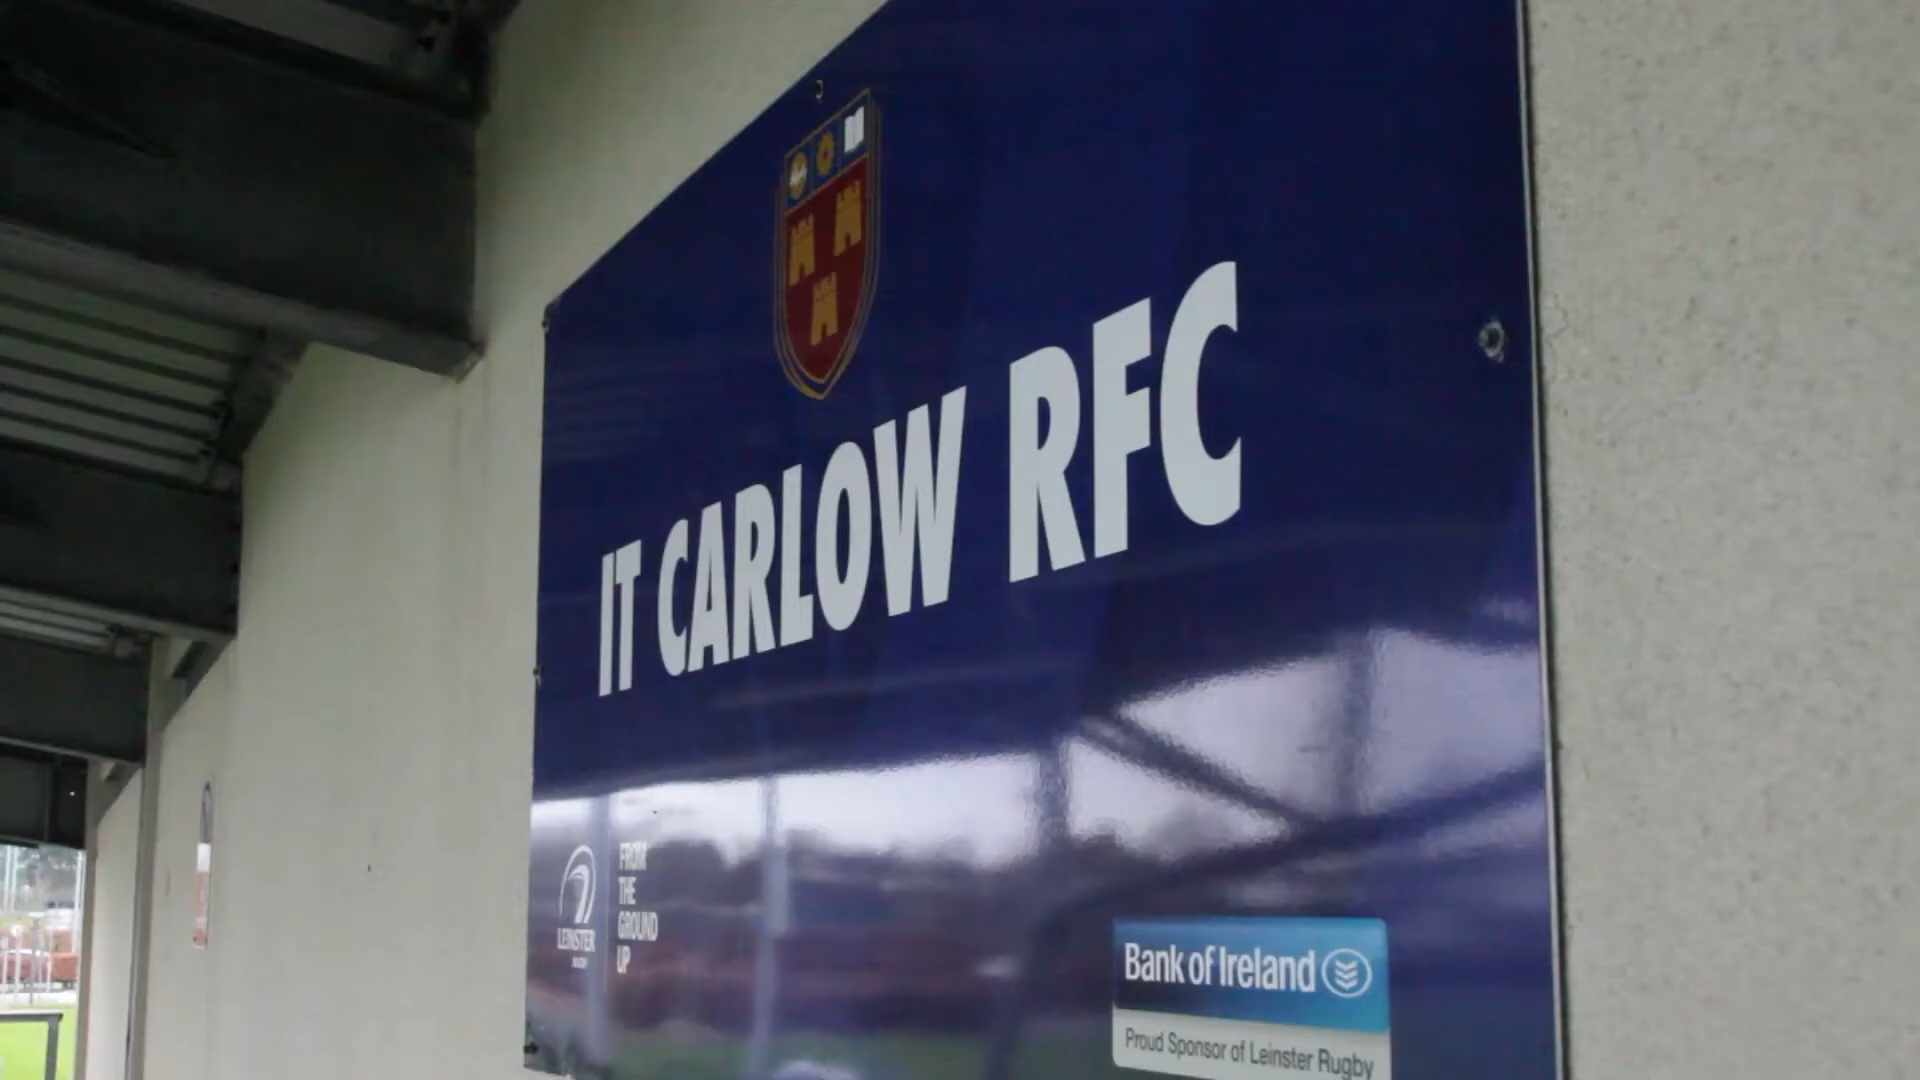 IT CARLOW RFC
LEINSTER
FROM
THE
GROUND
UP
Bank of Ireland
Proud Sponsor of Leinster Rugby